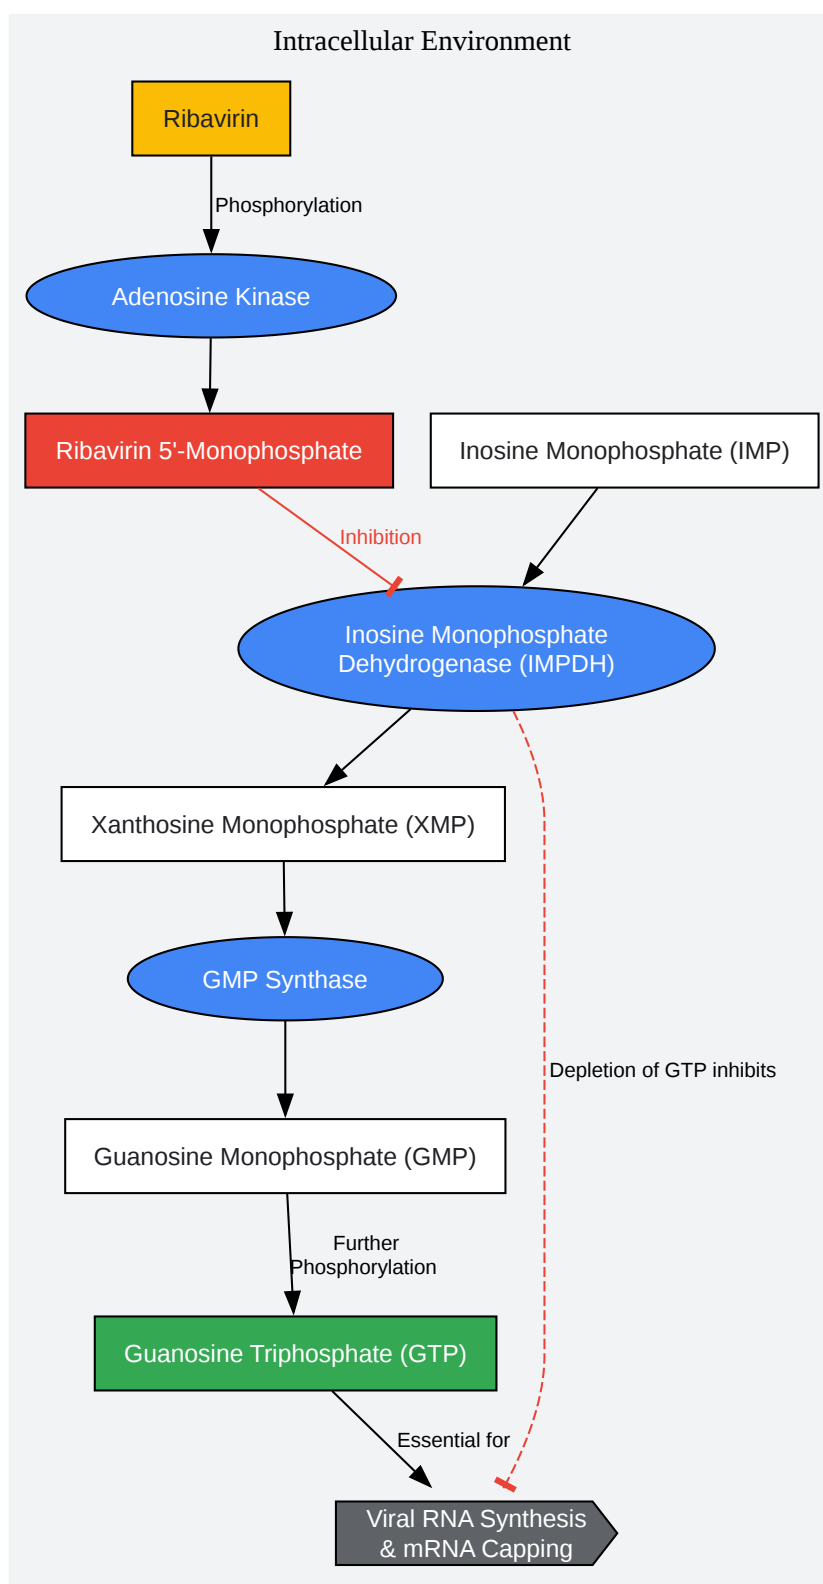 Intracellular Environment
Ribavirin
Phosphorylation
Adenosine Kinase
Ribavirin 5'-Monophosphate
Inosine Monophosphate (IMP)
Inhibition
Inosine Monophosphate
Dehydrogenase (IMPDH)
Xanthosine Monophosphate (XMP)
GMP Synthase
Depletion of GTP inhibits
Guanosine Monophosphate (GMP)
Further
Phosphorylation
Guanosine Triphosphate (GTP)
Essential for
Viral RNA Synthesis
& mRNA Capping